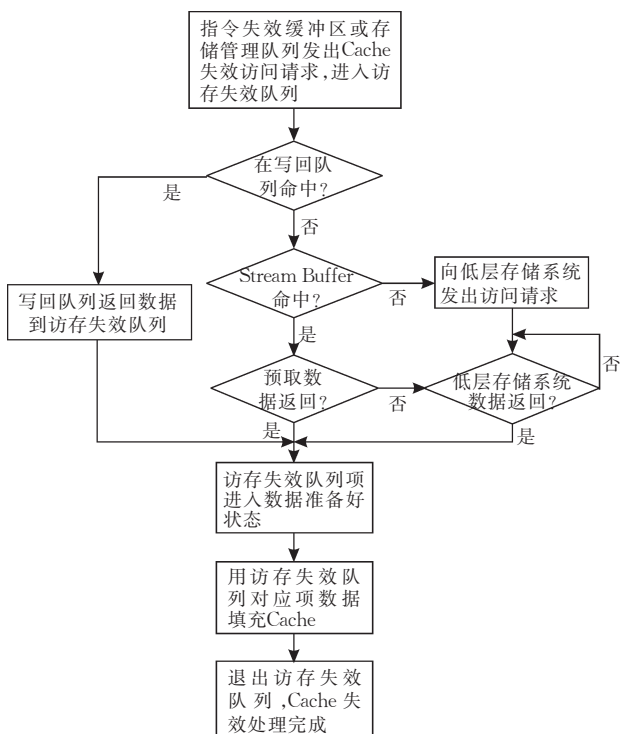 指令失效缓冲区或存
储管理队列发出Cache
失效访问请求,进入访
存失效队列
在写回队
列命中?
是
否
Stream Buffer
命中?
否
向低层存储系统
发出访问请求
写回队列返回数据
到访存失效队列
是
预取数
据返回?
否
低层存储系统
数据返回?
否
是
是
访存失效队列项
进入数据准备好
状态
用访存失效队
列对应项数据
填充Cache
退出访存失效
队列,Cache 失
效处理完成